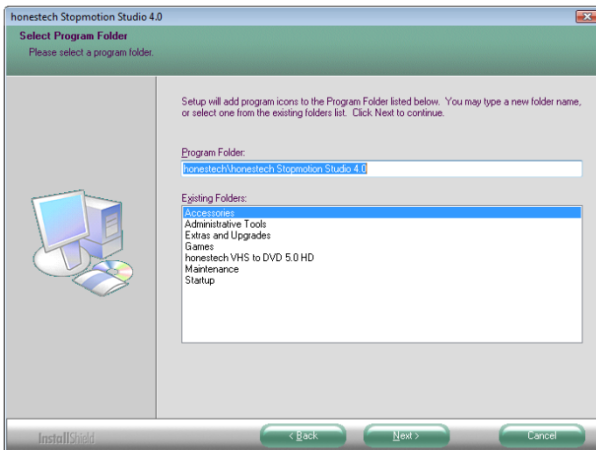 honestech Stopmotion Studio 4.0
Select Program Folder
Please select a program folder.
Setup will add program icons to the Program Folder listed below. You may type a new folder name,
or select one from the existing folders list. Click Next to continue.
Program Folder:
honestech\honestech Stopmotion Studio 4.0
Existing Folders:
Accessories
Administrative Tools
Extras and Upgrades
Games
honestech VHS to DVD 5.0 HD
Maintenance
Startup
InstallShield
< Back
Next >
Cancel